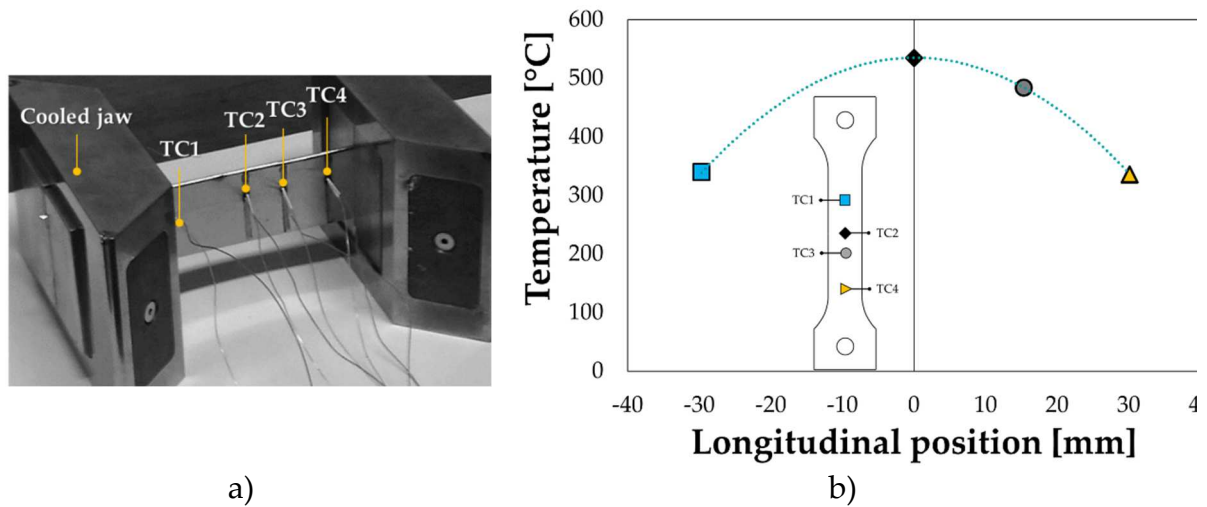 Cooled jaw
TC1
TC2
TC3
TC4
a)
Temperature [°C]
600
500
400
300
200
100
0
TC1
TC2
TC3
TC4
-40
-30
-20
-10
0
10
20
30
4
Longitudinal position [mm]
b)